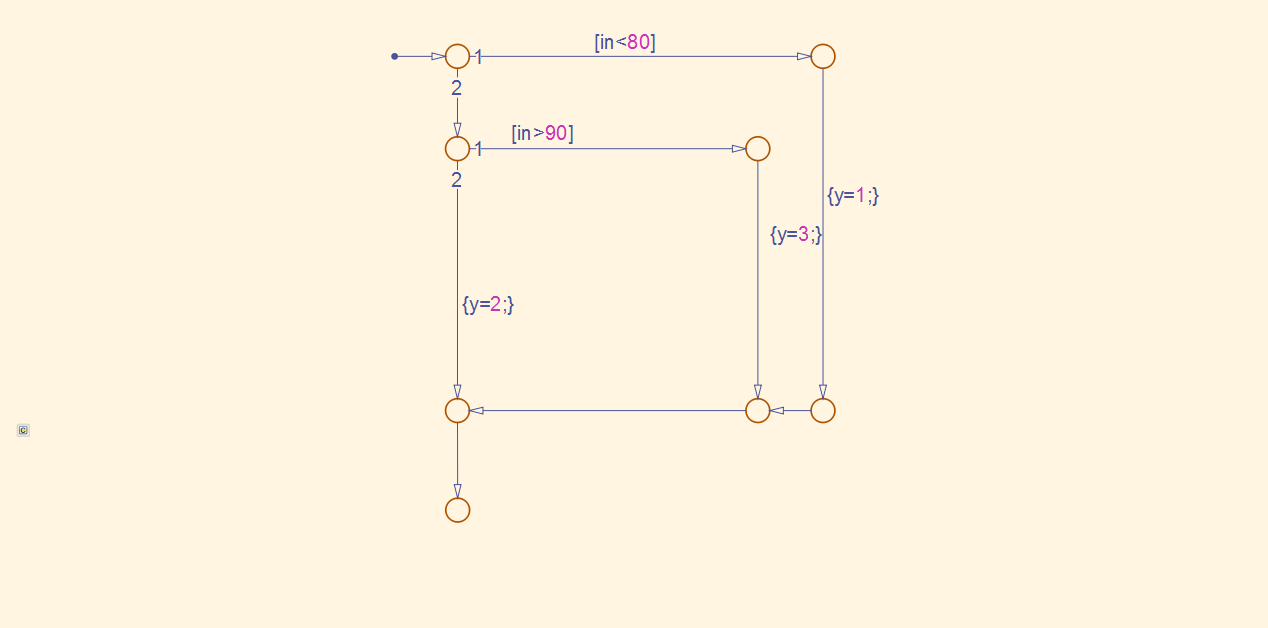 [in<80]
1
2
[in>90]
1
2
{y=1;}
{y=3;}
{y=2;}